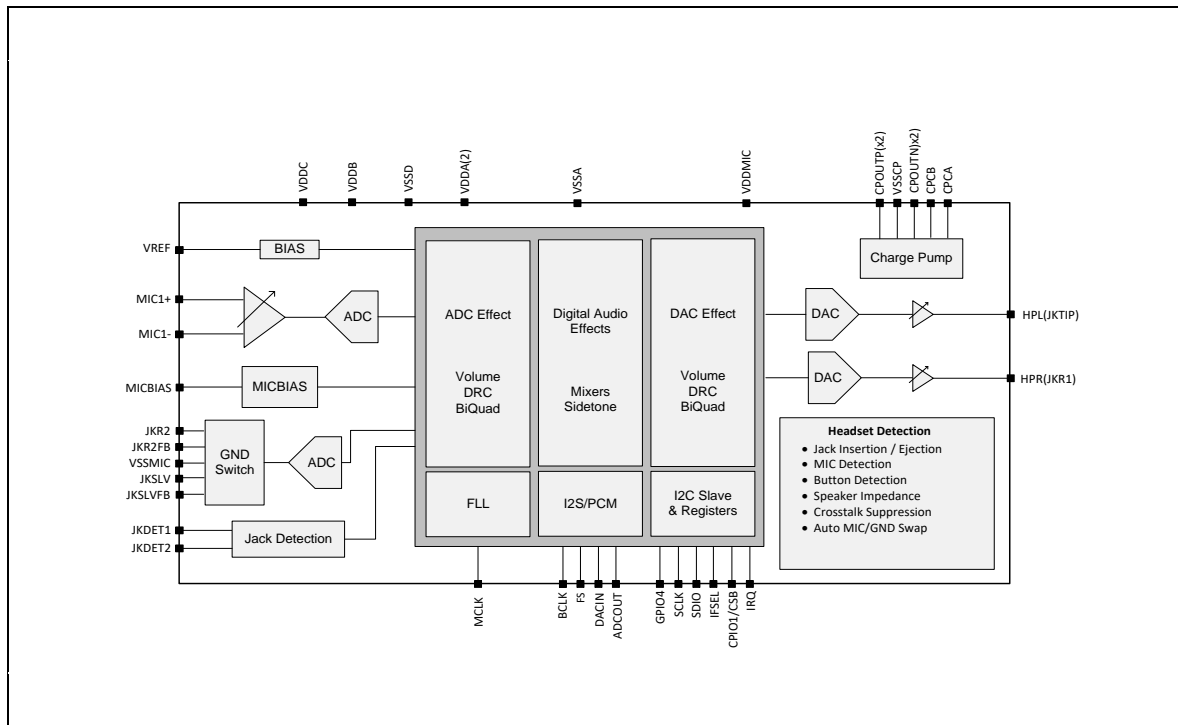 VDDC
VDDB
VSSD
VDDA(2)
VSSA
VDDMIC
CPOUTP(x2)
VSSCP
CPOUTN)x2)
CPCB
CPCA
VREF
BIAS
MIC1+
MIC1-
ADC
MICBIAS
MICBIAS
JKR2
JKR2FB
VSSMIC
JKSLV
JKSLVFB
GND
Switch
ADC
JKDET1
JKDET2
Jack Detection
ADC Effect
Volume
DRC
BiQuad
Digital Audio
Effects
Mixers
Sidetone
DAC Effect
Volume
DRC
BiQuad
FLL
I2S/PCM
I2C Slave
& Registers
Charge Pump
DAC
HPL(JKTIP)
DAC
HPR(JKR1)
Headset Detection
• Jack Insertion / Ejection
• MIC Detection
• Button Detection
• Speaker Impedance
• Crosstalk Suppression
• Auto MIC/GND Swap
MCLK
BCLK
FS
DACIN
ADCOUT
GPIO4
SCLK
SDIO
IFSEL
CPIO1/CSB
IRQ